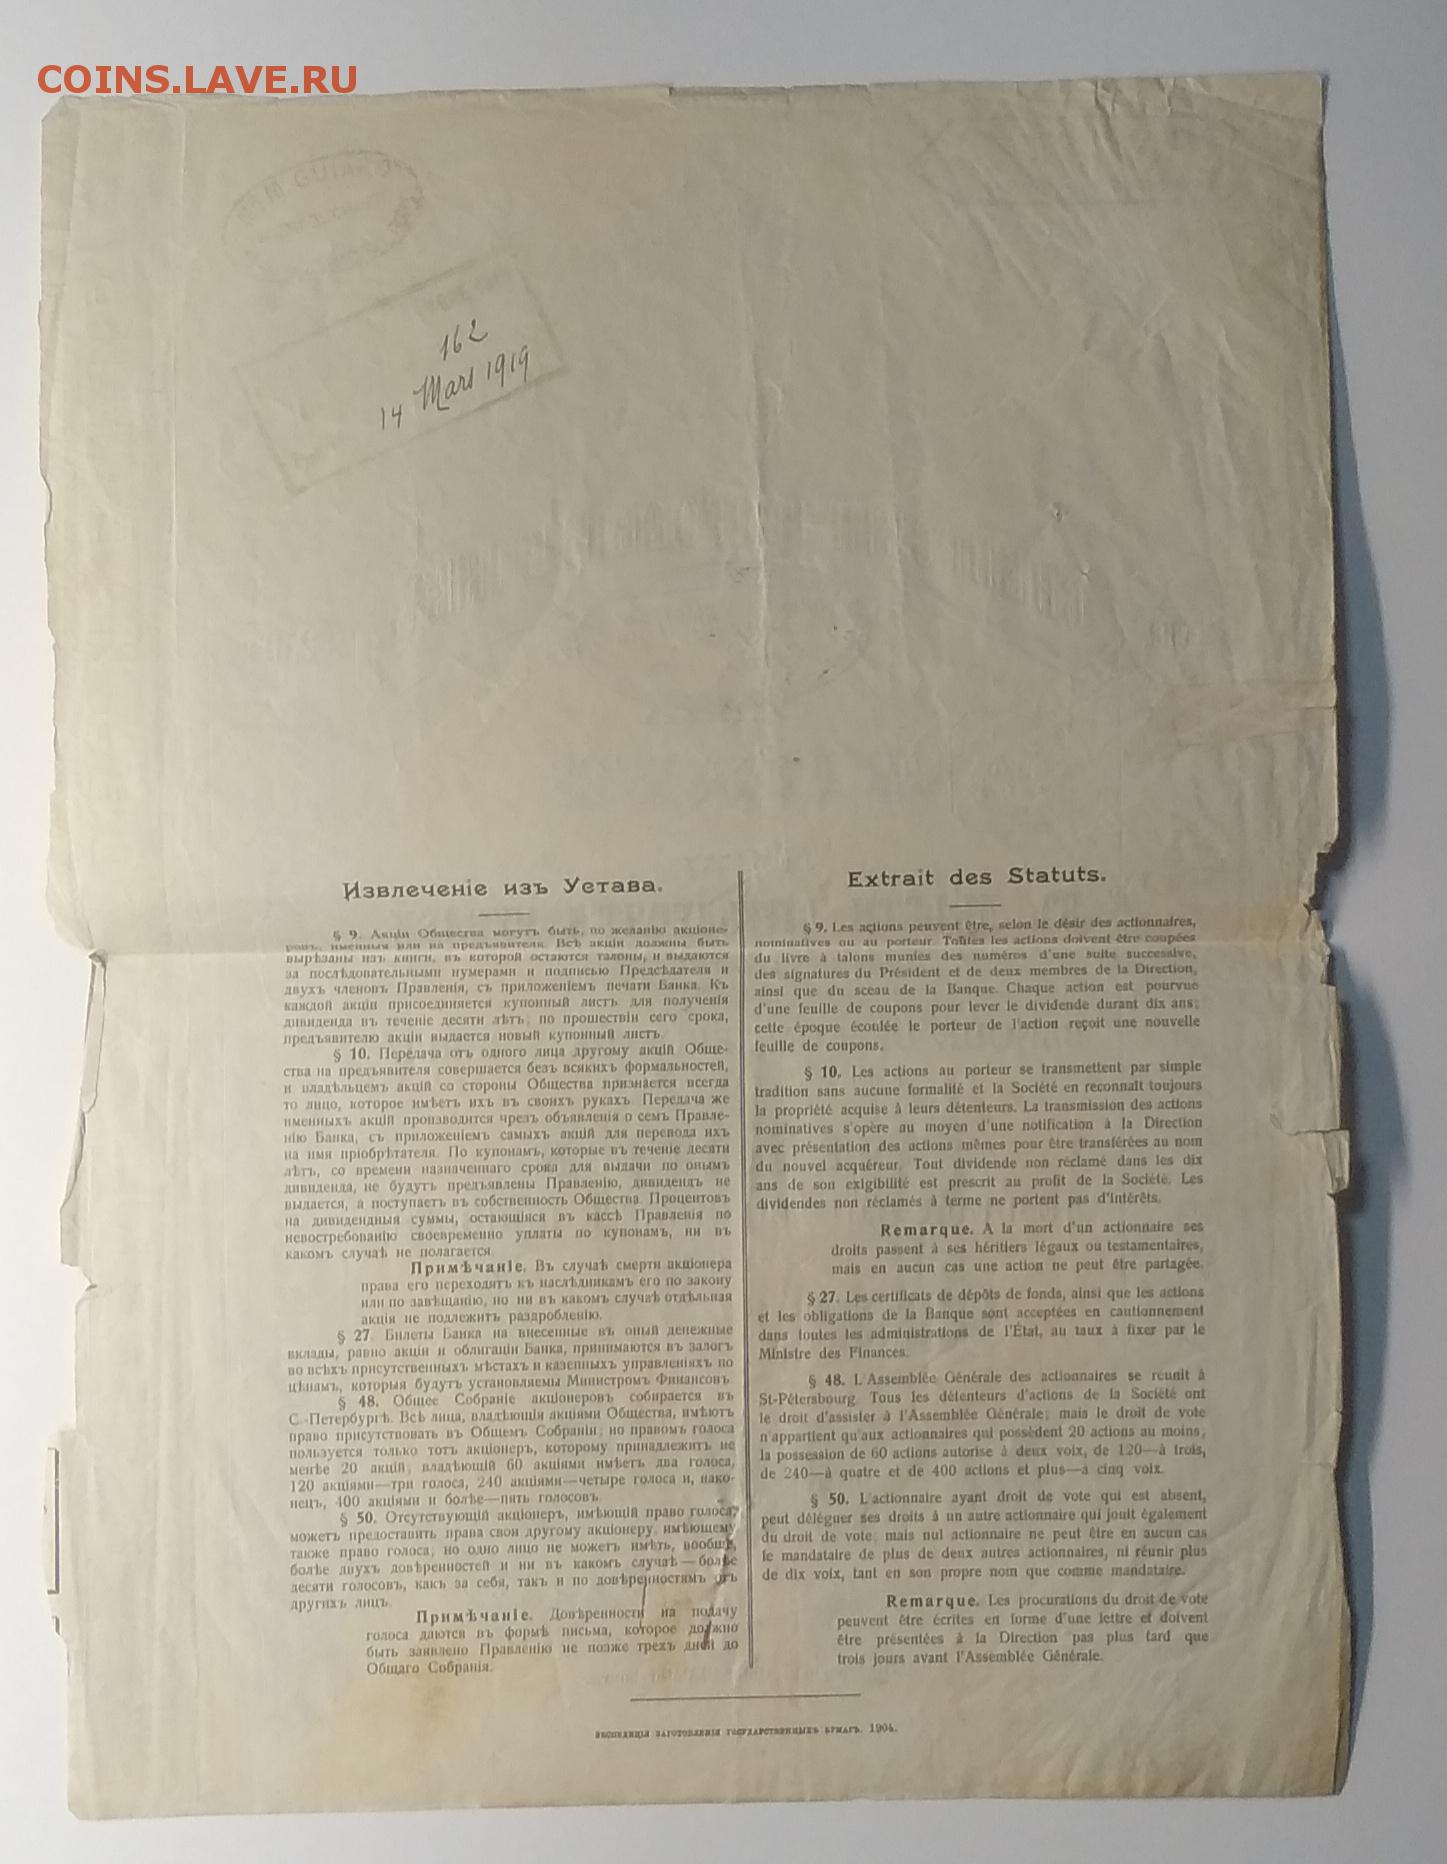 COINS.LAVE.RU
162
14 Mars 1919
Извлеченіе изъ Устава.
§ 9. Акціи Общества могутъ быть, по желанію акціоне-
ровъ, именныя или на предъявителя. Всѣ акціи должны быть
вырѣзаны изъ книги, въ которой остаются талоны, и выдаются
за послѣдовательными нумерами и подписью Предсѣдателя и
двухъ членовъ Правленія, съ приложеніемъ печати Банка. Къ
каждой акціи присоединяется купонный листъ для полученія
дивиденда въ теченіе десяти лѣтъ; по прошествіи сего срока,
предъявителю акціи выдается новый купонный листъ.
§ 10. Передача отъ одного лица другому акцій Обще-
ства на предъявителя совершается безъ всякихъ формальностей,
и владѣльцемъ акцій со стороны Общества признается всегда
то лицо, которое имѣетъ ихъ въ своихъ рукахъ. Передача же
именныхъ акцій производится чрезъ объявленія о семъ Правле-
нію Банка, съ приложеніемъ самыхъ акцій для перевода ихъ
на имя пріобрѣтателя. По купонамъ, которые въ теченіе десяти
лѣтъ, со времени назначеннаго срока для выдачи по онымъ
дивиденда, не будутъ предъявлены Правленію, дивидендъ не
выдается, а поступаетъ въ собственность Общества. Процентовъ
на дивидендныя суммы, остающіяся въ кассѣ Правленія по
невостребованію своевременно уплаты по купонамъ, ни въ
какомъ случаѣ не полагается.
Примѣчаніе. Въ случаѣ смерти акціонера
права его переходятъ къ наслѣдникамъ его по закону
или по завѣщанію, но ни въ какомъ случаѣ отдѣльная
акція не подлежитъ раздробленію.
§ 27. Билеты Банка на внесенные въ оный денежные
вклады, равно акціи и облигаціи Банка, принимаются въ залогъ
во всѣхъ присутственныхъ мѣстахъ и казенныхъ управленіяхъ по
цѣнамъ, которыя будутъ установляемы Министромъ Финансовъ.
§ 48. Общее Собраніе акціонеровъ собирается въ
С.-Петербургѣ. Всѣ лица, владѣющія акціями Общества, имѣютъ
право присутствовать въ Общемъ Собраніи; но правомъ голоса
пользуется только тотъ акціонеръ, которому принадлежитъ не
менѣе 20 акцій; владѣющій 60 акціями имѣетъ два голоса,
120 акціями—три голоса, 240 акціями—четыре голоса и, нако-
нецъ, 400 акціями и болѣе—пять голосовъ.
§ 50. Отсутствующій акціонеръ, имѣющій право голоса,
можетъ предоставить права свои другому акціонеру, имѣющему
также право голоса; но одно лицо не можетъ имѣть, вообще,
болѣе двухъ довѣренностей и ни въ какомъ случаѣ—болѣе
десяти голосовъ, какъ за себя, такъ и по довѣренностямъ отъ
другихъ лицъ.
Примѣчаніе. Довѣренности на подачу
голоса даются въ формѣ письма, которое должно
быть заявлено Правленію не позже трехъ дней до
Общаго Собранія.
Extrait des Statuts.
§ 9. Les actions peuvent être, selon le désir des actionnaires,
nominatives ou au porteur. Toutes les actions doivent être coupées
du livre à talons munies des numéros d'une suite successive,
des signatures du Président et de deux membres de la Direction,
ainsi que du sceau de la Banque. Chaque action est pourvue
d'une feuille de coupons pour lever le dividende durant dix ans;
cette époque écoulée le porteur de l'action reçoit une nouvelle
feuille de coupons.
§ 10. Les actions au porteur se transmettent par simple
tradition sans aucune formalité et la Société en reconnaît toujours
la propriété acquise à leurs détenteurs. La transmission des actions
nominatives s'opère au moyen d'une notification à la Direction
avec présentation des actions mêmes pour être transférées au nom
du nouvel acquéreur. Tout dividende non réclamé dans les dix
ans de son exigibilité est prescrit au profit de la Société. Les
dividendes non réclamés à terme ne portent pas d'intérêts.
Remarque. A la mort d'un actionnaire ses
droits passent à ses héritiers légaux ou testamentaires,
mais en aucun cas une action ne peut être partagée.
§ 27. Les certificats de dépôts de fonds, ainsi que les actions
et les obligations de la Banque sont acceptées en cautionnement
dans toutes les administrations de l'État, au taux à fixer par le
Ministre des Finances.
§ 48. L'Assemblée Générale des actionnaires se réunit à
St-Pétersbourg. Tous les détenteurs d'actions de la Société ont
le droit d'assister à l'Assemblée Générale; mais le droit de vote
n'appartient qu'aux actionnaires qui possèdent 20 actions au moins,
la possession de 60 actions autorise à deux voix, de 120—à trois,
de 240—à quatre et de 400 actions et plus—à cinq voix.
§ 50. L'actionnaire ayant droit de vote qui est absent,
peut déléguer ses droits à un autre actionnaire qui jouit également
du droit de vote; mais nul actionnaire ne peut être en aucun cas
le mandataire de plus de deux autres actionnaires, ni réunir plus
de dix voix, tant en son propre nom que comme mandataire.
Remarque. Les procurations du droit de vote
peuvent être écrites en forme d'une lettre et doivent
être présentées à la Direction pas plus tard que
trois jours avant l'Assemblée Générale.
ЭКСПЕДИЦІЯ ЗАГОТОВЛЕНІЯ ГОСУДАРСТВЕННЫХЪ БУМАГЪ. 1904.